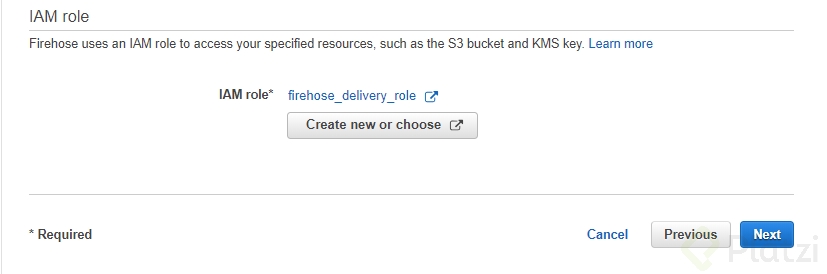 IAM role
Firehose uses an IAM role to access your specified resources, such as the S3 bucket and KMS key. Learn more
IAM role* firehose_delivery_role
Create new or choose
* Required Cancel Previous Next
Platzi